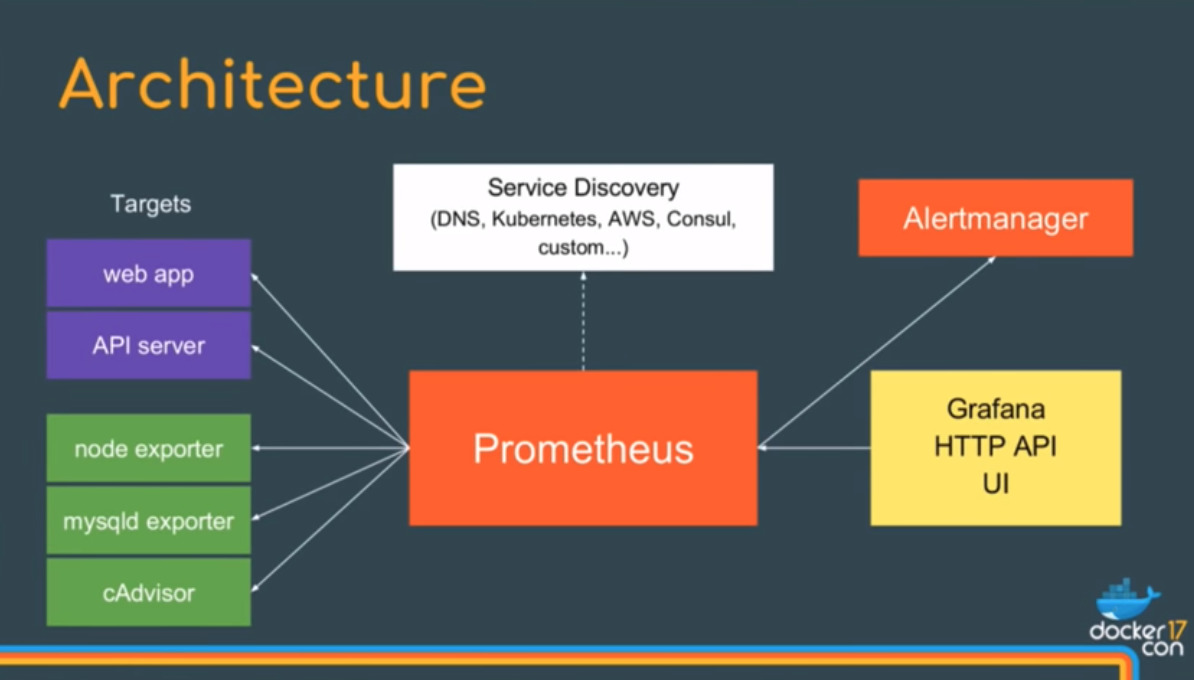 Architecture
Targets
web app
API server
node exporter
mysqld exporter
cAdvisor
Service Discovery
(DNS, Kubernetes, AWS, Consul,
custom...)
Prometheus
Alertmanager
Grafana
HTTP API
UI
docker 17
con